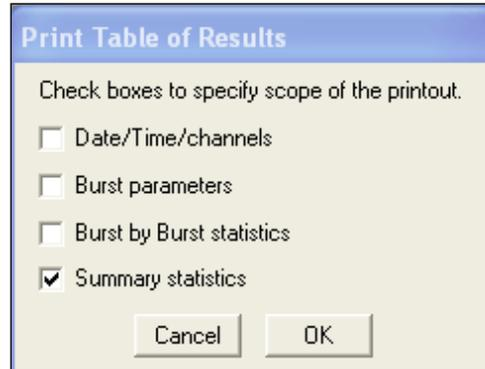 Print Table of Results
Check boxes to specify scope of the printout.
Date/Time/channels
Burst parameters
Burst by Burst statistics
Summary statistics
Cancel OK